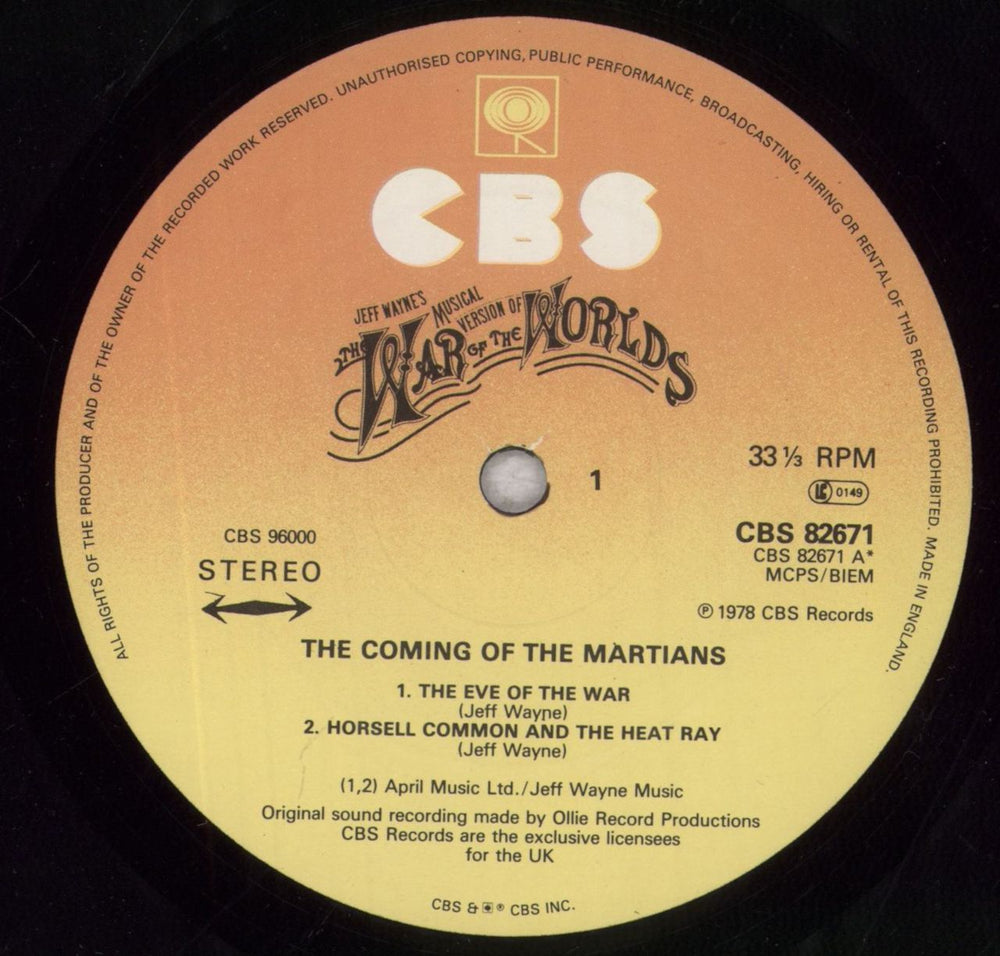 ALL RIGHTS OF THE PRODUCER AND OF THE OWNER OF THE RECORDED WORK RESERVED. UNAUTHORISED COPYING, PUBLIC PERFORMANCE, BROADCASTING, HIRING OR RENTAL OF THIS RECORDING PROHIBITED. MADE IN ENGLAND.
CBS
JEFF WAYNE'S MUSICAL VERSION OF
THE WAR OF THE WORLDS
1
33 ⅓ RPM
LC 0149
CBS 82671
CBS 82671 A*
MCPS/BIEM
℗ 1978 CBS Records
CBS 96000
STEREO
THE COMING OF THE MARTIANS
1. THE EVE OF THE WAR
(Jeff Wayne)
2. HORSELL COMMON AND THE HEAT RAY
(Jeff Wayne)
(1,2) April Music Ltd./Jeff Wayne Music
Original sound recording made by Ollie Record Productions
CBS Records are the exclusive licensees
for the UK
CBS & ® CBS INC.